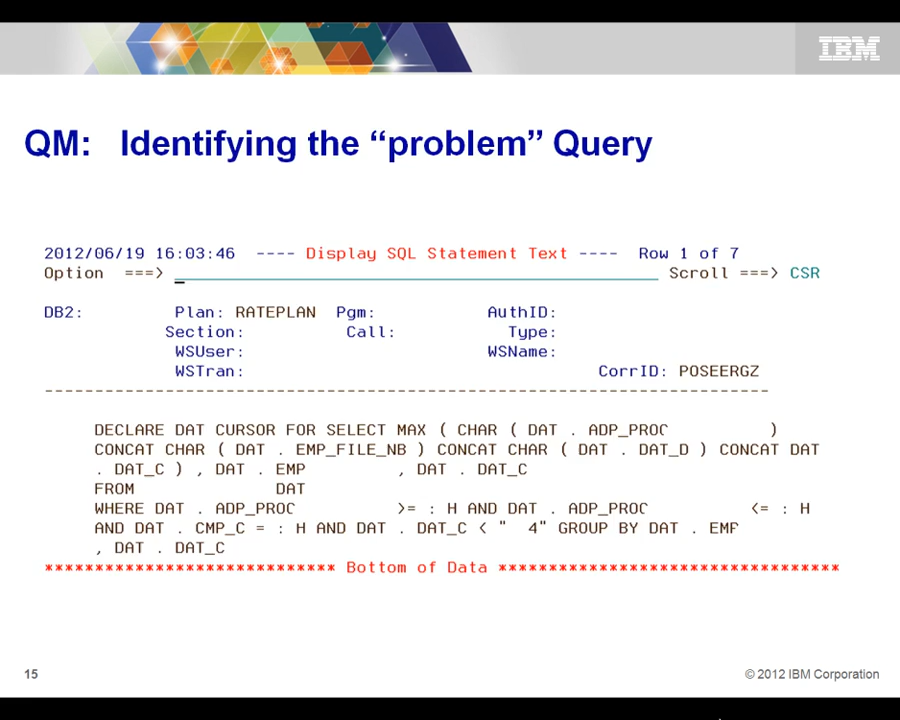 IBM
QM: Identifying the “problem” Query
2012/06/19 16:03:46 ---- Display SQL Statement Text ---- Row 1 of 7
Option ===> Scroll ===> CSR
DB2: Plan: RATEPLAN Pgm: AuthID:
Section: Call: Type:
WSUser: WSName:
WSTran: CorrID: POSEERGZ
------------------------------------------------------------------------
DECLARE DAT CURSOR FOR SELECT MAX ( CHAR ( DAT . ADP_PROC )
CONCAT CHAR ( DAT . EMP_FILE_NB ) CONCAT CHAR ( DAT . DAT_D ) CONCAT DAT
. DAT_C ) , DAT . EMP , DAT . DAT_C
FROM DAT
WHERE DAT . ADP_PROC >= : H AND DAT . ADP_PROC <= : H
AND DAT . CMP_C = : H AND DAT . DAT_C < " 4" GROUP BY DAT . EMP
, DAT . DAT_C
***************************** Bottom of Data **********************************
15
© 2012 IBM Corporation